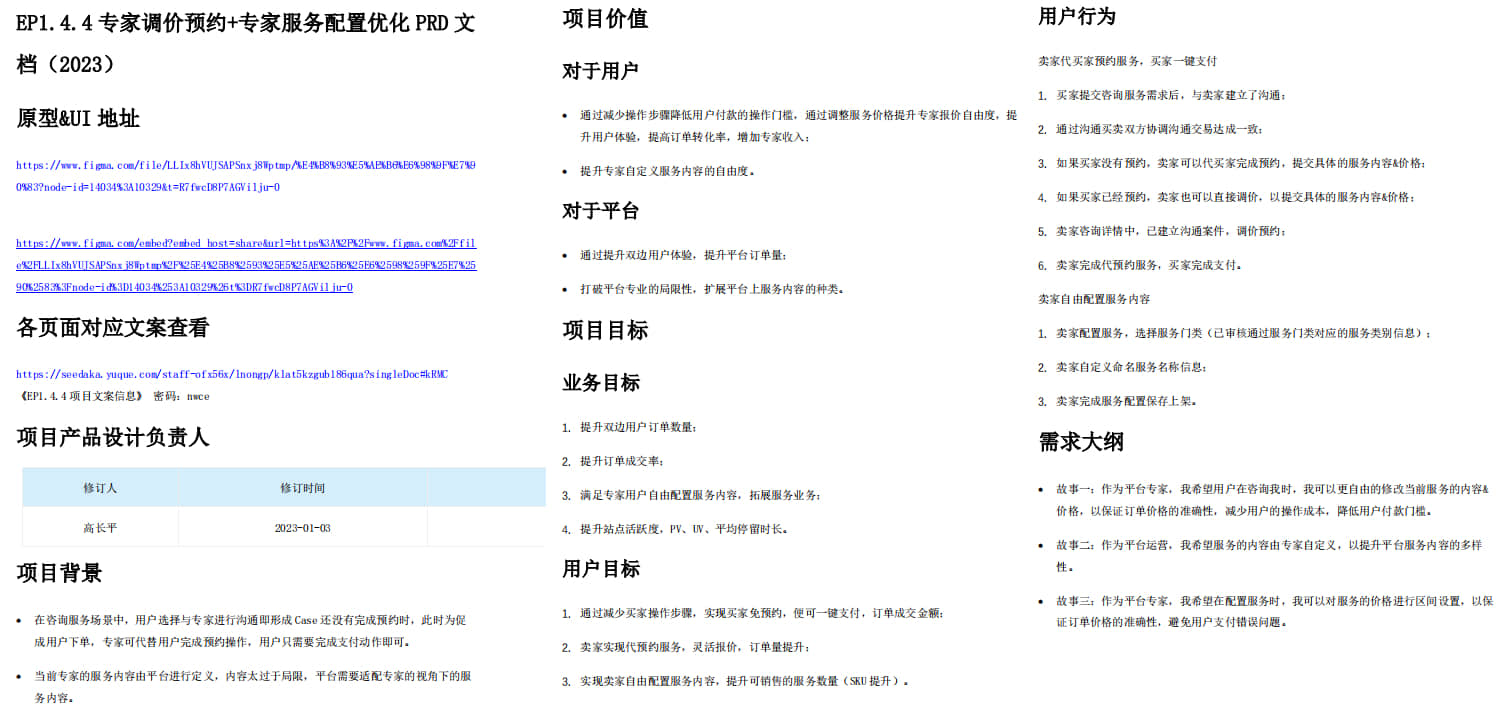 EP1.4.4 专家调价预约+专家服务配置优化 PRD 文
档（2023）
原型&UI 地址
https://www.figma.com/file/LLIx8hVUJSAPSnxj8Wptmp/%E4%B8%93%E5%AE%B6%E6%98%9F%E7%9
0%83?node-id=14034%3A10329&t=R7fwcD8P7AGVilju-0
https://www.figma.com/embed?embed_host=share&url=https%3A%2F%2Fwww.figma.com%2Ffil
e%2FLLIx8hVUJSAPSnxj8Wptmp%2F%25E4%25B8%2593%25E5%25AE%25B6%25E6%2598%259F%25E7%25
90%2583%3Fnode-id%3D14034%253A10329%26t%3DR7fwcD8P7AGVilju-0
各页面对应文案查看
https://seedaka.yuque.com/staff-ofx56x/lnongp/klat5kzgubl86qua?singleDoc#kRMC
《EP1.4.4 项目文案信息》 密码：nwce
项目产品设计负责人
修订人 修订时间
高长平 2023-01-03
项目背景
• 在咨询服务场景中，用户选择与专家进行沟通即形成 Case 还没有完成预约时，此时为促
成用户下单，专家可代替用户完成预约操作，用户只需要完成支付动作即可。
• 当前专家的服务内容由平台进行定义，内容太过于局限，平台需要适配专家的视角下的服
务内容。
项目价值
对于用户
• 通过减少操作步骤降低用户付款的操作门槛，通过调整服务价格提升专家报价自由度，提
升用户体验，提高订单转化率，增加专家收入；
• 提升专家自定义服务内容的自由度。
对于平台
• 通过提升双边用户体验，提升平台订单量；
• 打破平台专业的局限性，扩展平台上服务内容的种类。
项目目标
业务目标
1. 提升双边用户订单数量；
2. 提升订单成交率；
3. 满足专家用户自由配置服务内容，拓展服务业务；
4. 提升站点活跃度，PV、UV、平均停留时长。
用户目标
1. 通过减少买家操作步骤，实现买家免预约，便可一键支付，订单成交金额；
2. 卖家实现代预约服务，灵活报价，订单量提升；
3. 实现卖家自由配置服务内容，提升可销售的服务数量（SKU 提升）。
用户行为
卖家代买家预约服务，买家一键支付
1. 买家提交咨询服务需求后，与卖家建立了沟通；
2. 通过沟通买卖双方协调沟通交易达成一致；
3. 如果买家没有预约，卖家可以代买家完成预约，提交具体的服务内容&价格；
4. 如果买家已经预约，卖家也可以直接调价，以提交具体的服务内容&价格；
5. 卖家咨询详情中，已建立沟通案件，调价预约；
6. 卖家完成代预约服务，买家完成支付。
卖家自由配置服务内容
1. 卖家配置服务，选择服务门类（已审核通过服务门类对应的服务类别信息）；
2. 卖家自定义命名服务名称信息；
3. 卖家完成服务配置保存上架。
需求大纲
• 故事一：作为平台专家，我希望用户在咨询我时，我可以更自由的修改当前服务的内容&
价格，以保证订单价格的准确性，减少用户的操作成本，降低用户付款门槛。
• 故事二：作为平台运营，我希望服务的内容由专家自定义，以提升平台服务内容的多样
性。
• 故事三：作为平台专家，我希望在配置服务时，我可以对服务的价格进行区间设置，以保
证订单价格的准确性，避免用户支付错误问题。